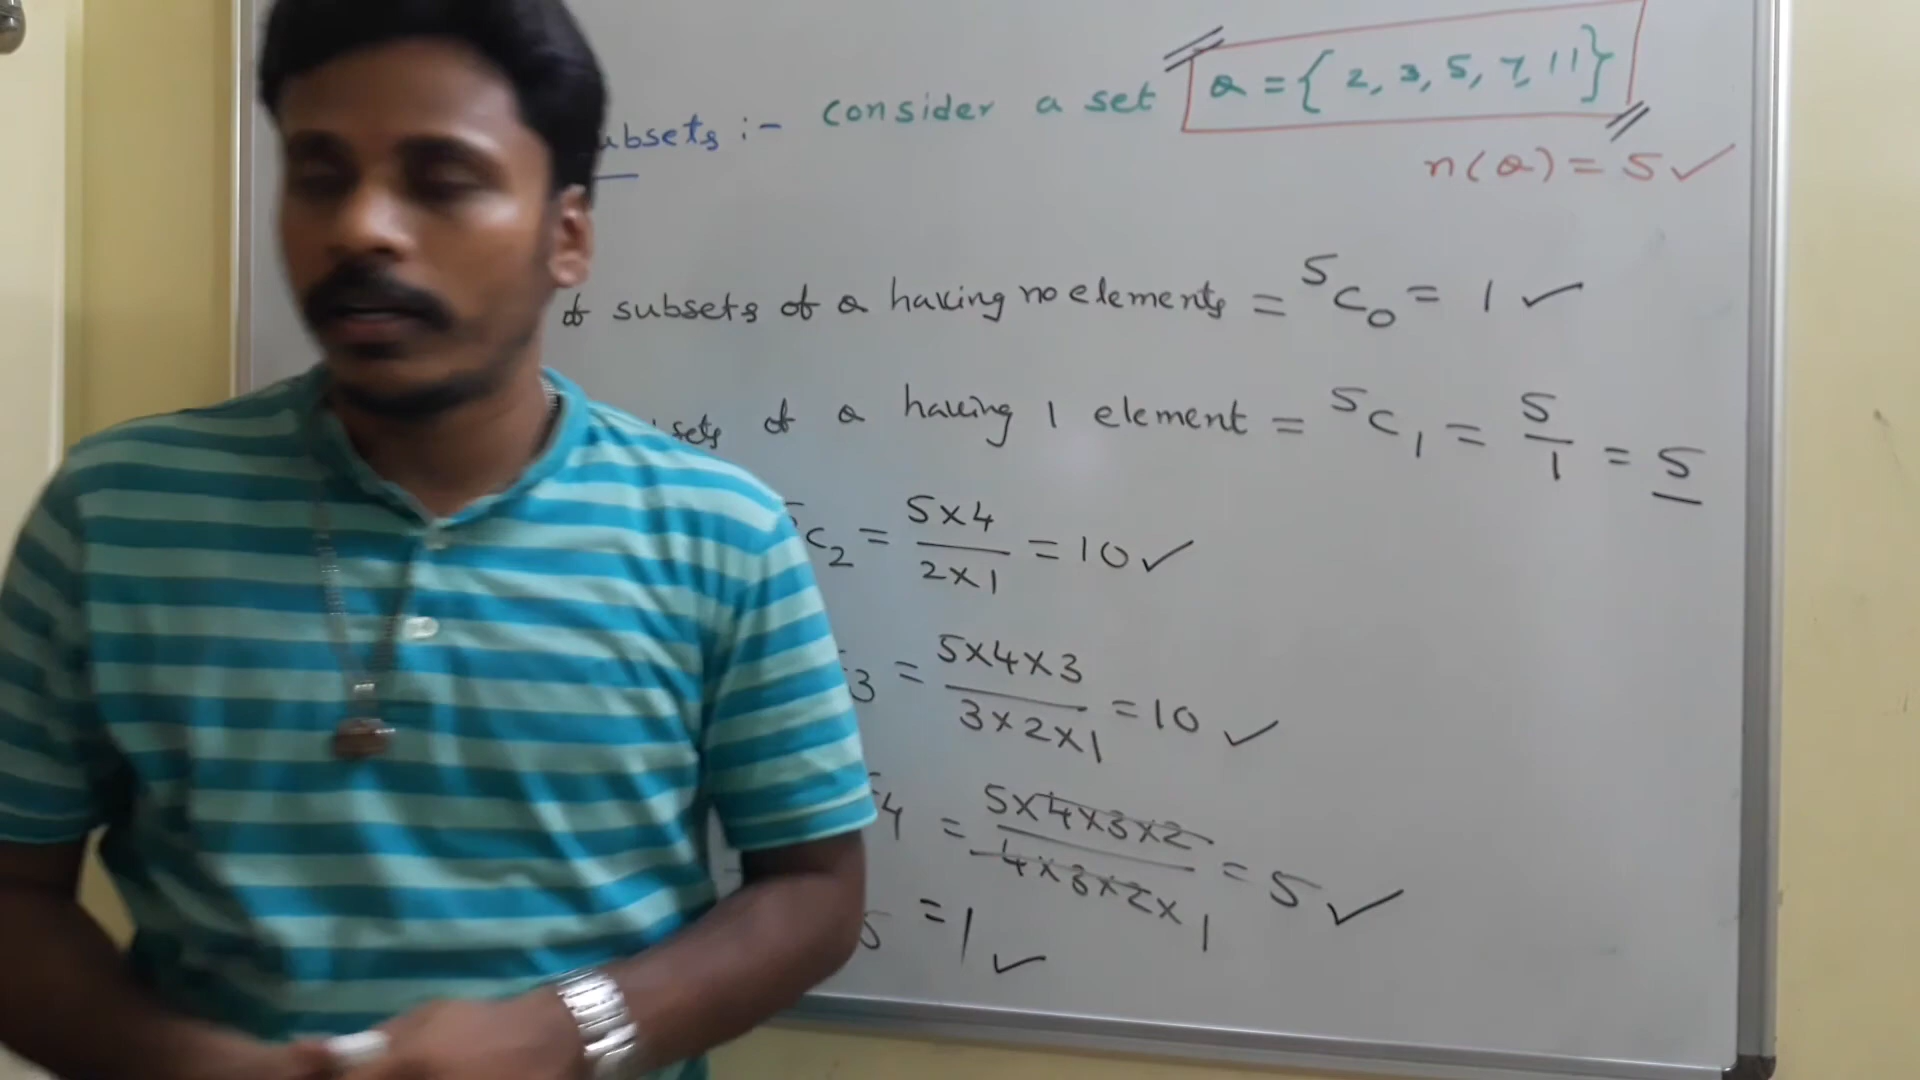 ubsets :- consider a set Q = { 2, 3, 5, 7, 11 }
n(Q) = 5 ✓
of subsets of Q having no elements = ⁵C₀ = 1 ✓
sets of Q having 1 element = ⁵C₁ = 5/1 = 5
⁵C₂ = 5×4 / 2×1 = 10 ✓
3 = 5×4×3 / 3×2×1 = 10 ✓
4 = 5×4×3×2 / 4×3×2×1 = 5 ✓
5 = 1 ✓